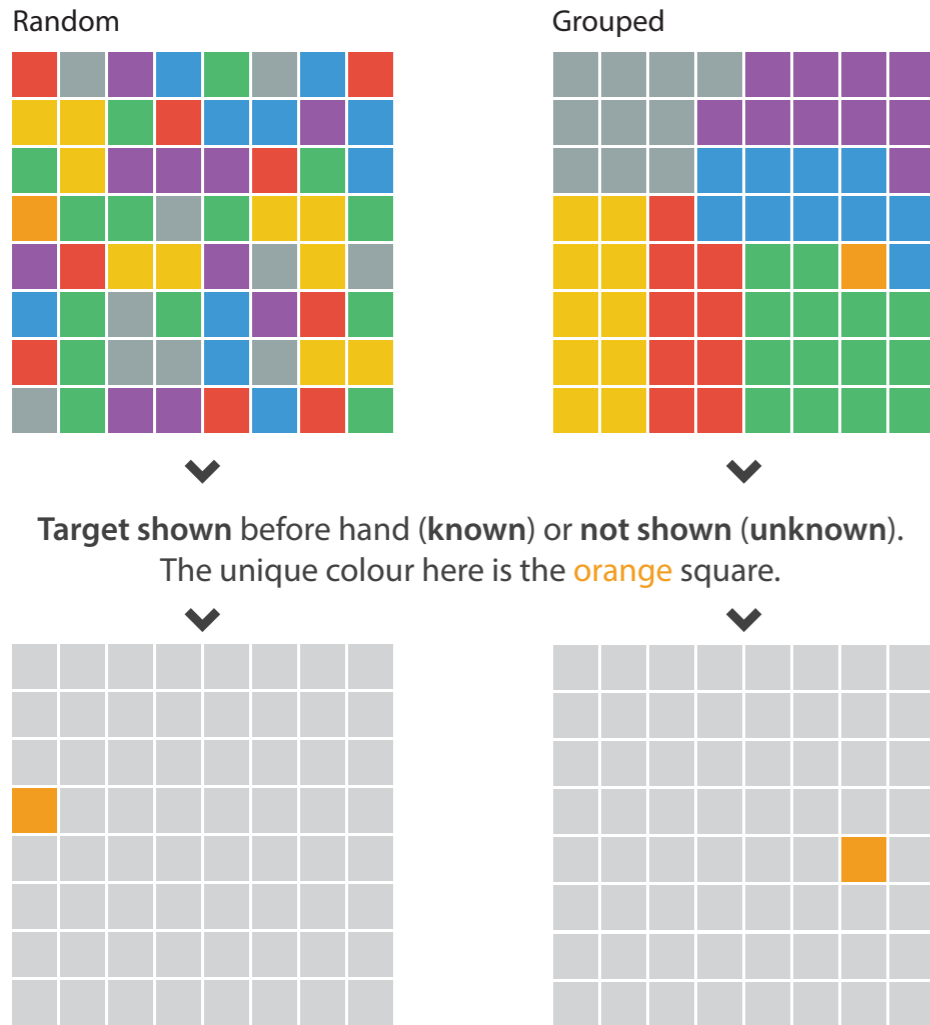 Random
Grouped
Target shown before hand (known) or not shown (unknown).
The unique colour here is the orange square.